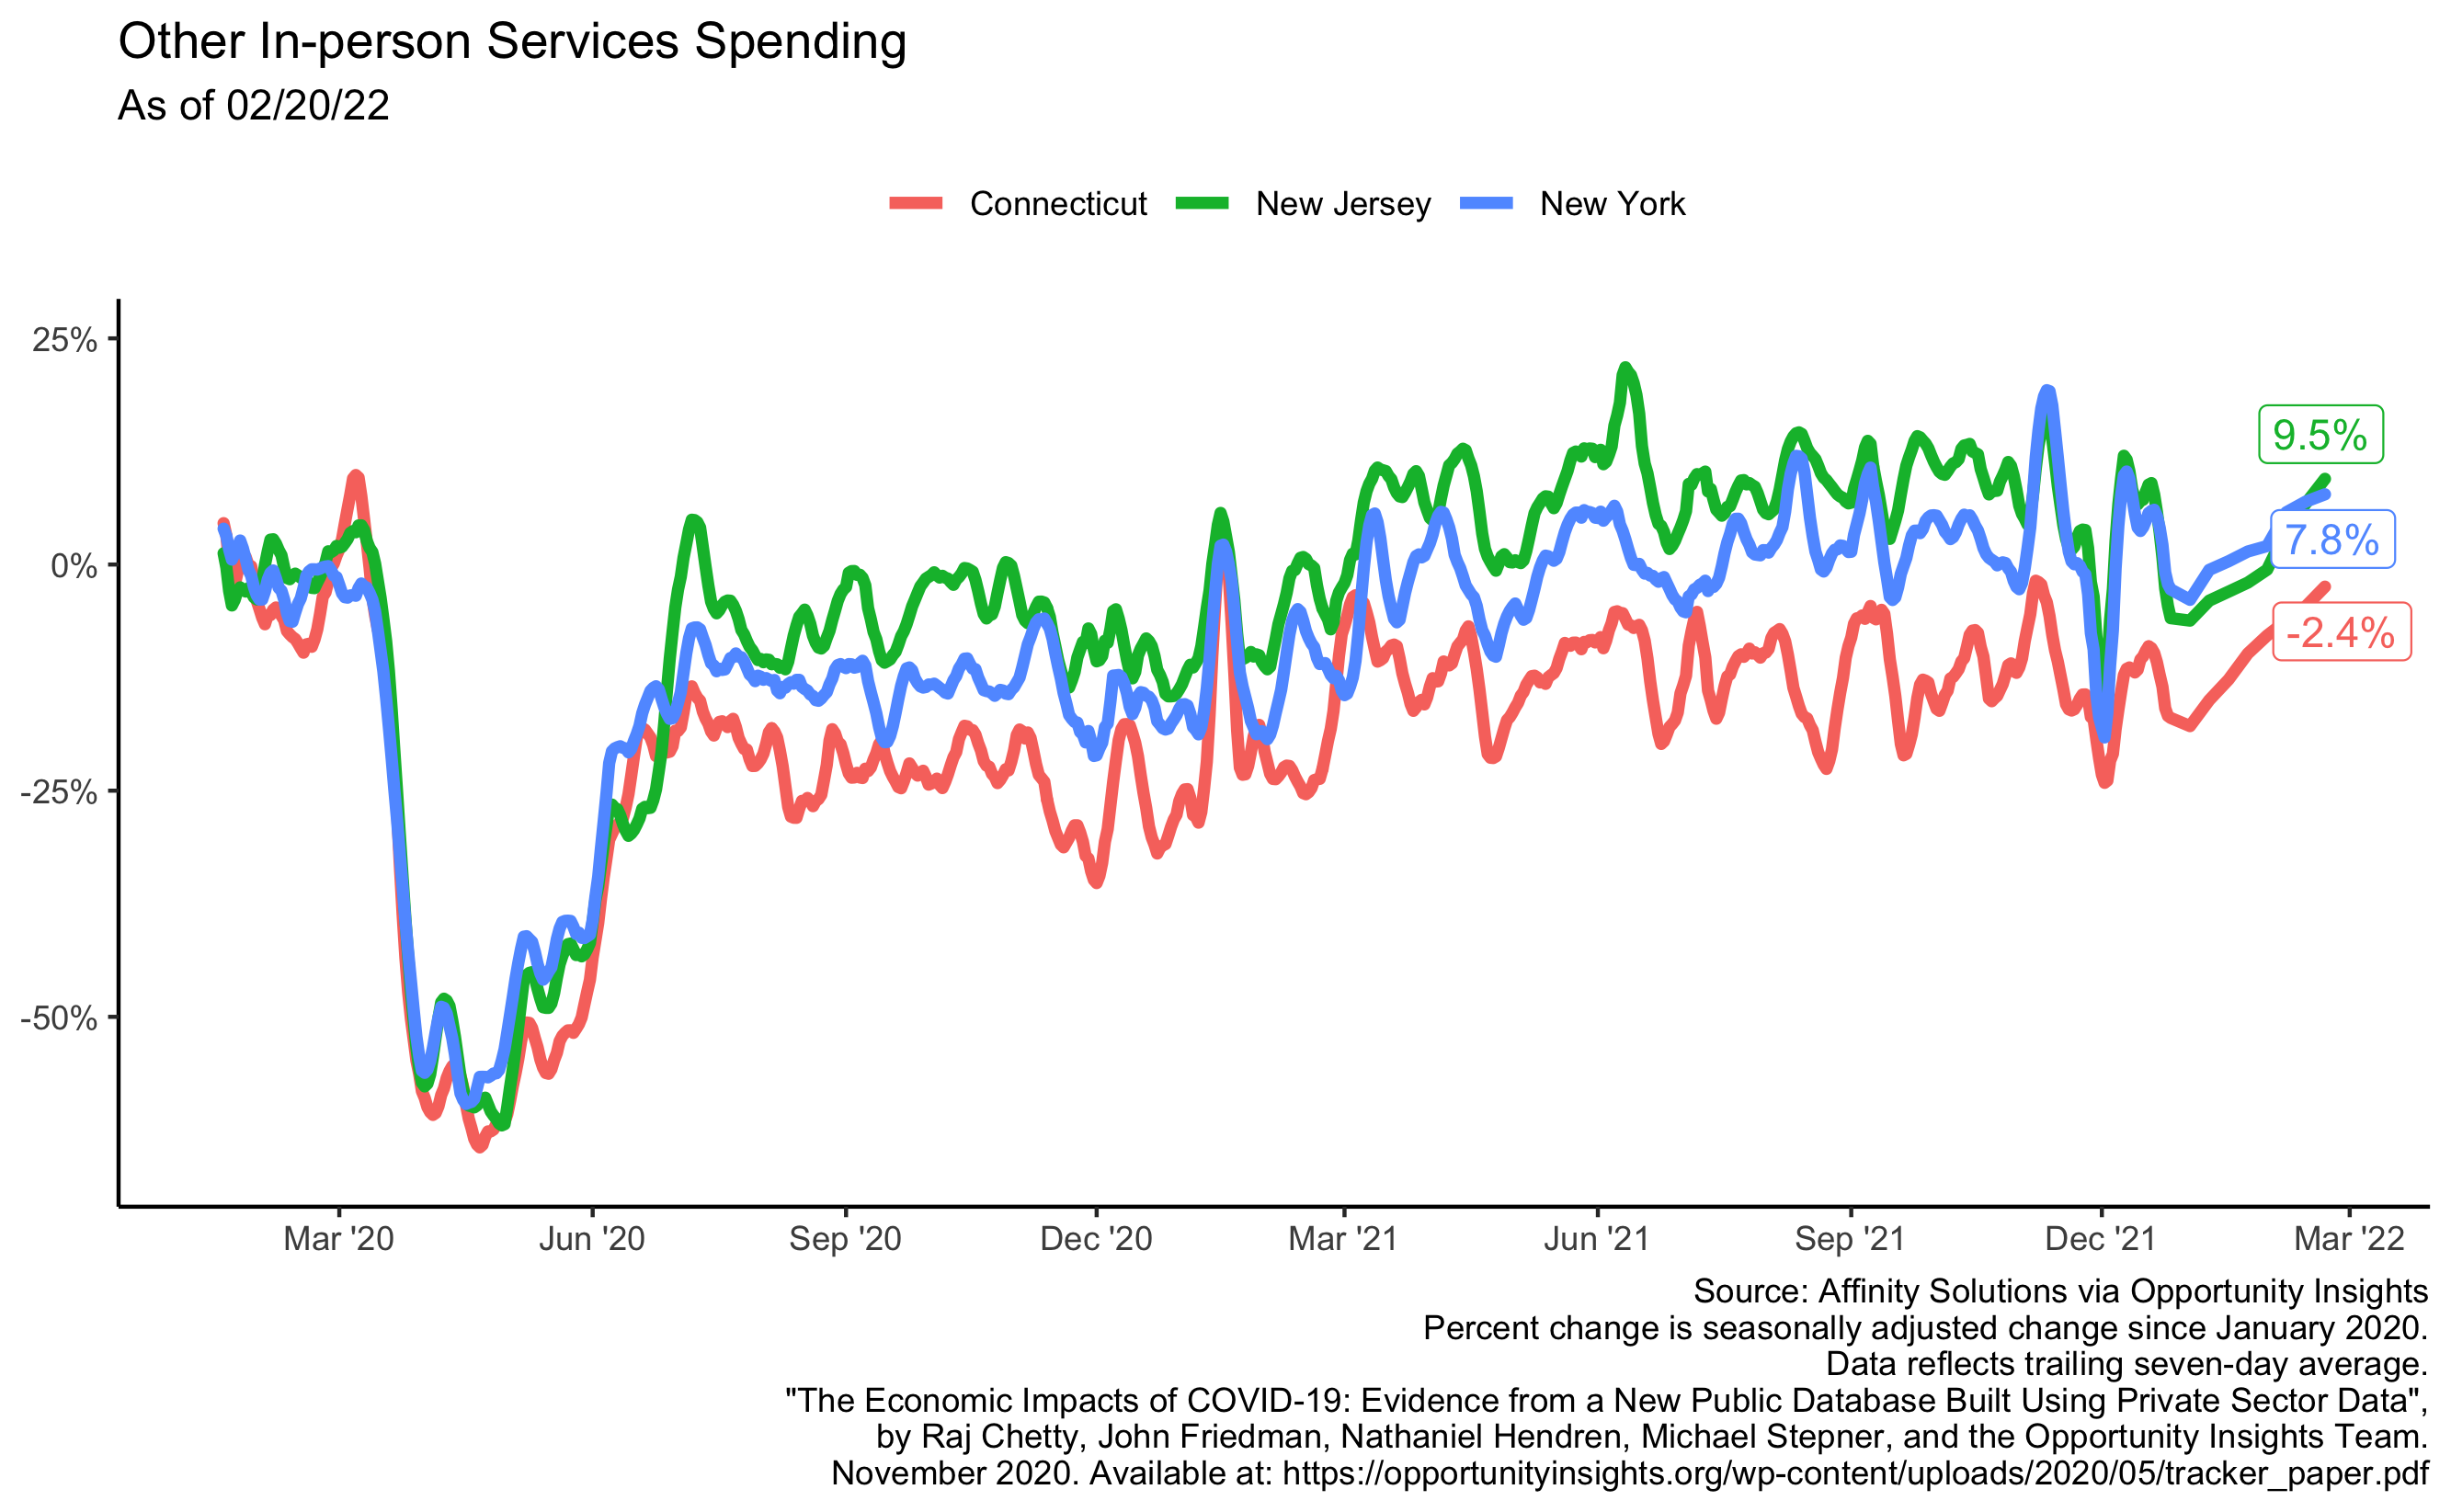 Other In-person Services Spending
As of 02/20/22
Connecticut New Jersey New York
25%
0%
-25%
-50%
9.5%
7.8%
-2.4%
Mar '20 Jun '20 Sep '20 Dec '20 Mar '21 Jun '21 Sep '21 Dec '21 Mar '22
Source: Affinity Solutions via Opportunity Insights
Percent change is seasonally adjusted change since January 2020.
Data reflects trailing seven-day average.
"The Economic Impacts of COVID-19: Evidence from a New Public Database Built Using Private Sector Data",
by Raj Chetty, John Friedman, Nathaniel Hendren, Michael Stepner, and the Opportunity Insights Team.
November 2020. Available at: https://opportunityinsights.org/wp-content/uploads/2020/05/tracker_paper.pdf